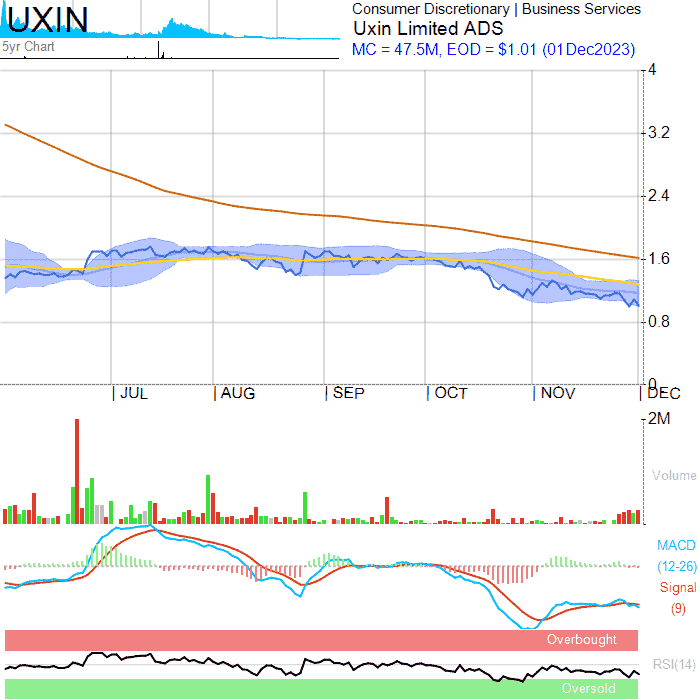 UXIN
Consumer Discretionary | Business Services
Uxin Limited ADS
5yr Chart
MC = 47.5M, EOD = $1.01 (01Dec2023)
4
3.2
2.4
1.6
0.8
0
JUL
AUG
SEP
OCT
NOV
DEC
2M
Volume
MACD
(12-26)
Signal
(9)
Overbought
RSI(14)
Oversold